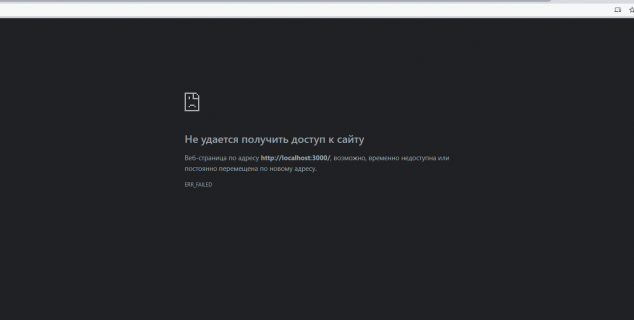 Не удается получить доступ к сайту
Веб-страница по адресу http://localhost:3000/, возможно, временно недоступна или
постоянно перемещена по новому адресу.
ERR_FAILED